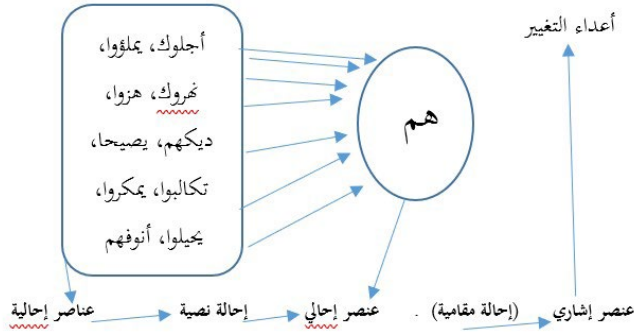 أعداء التغيير
أجلوك، يملؤوا،
نهروك، هزوا،
هم
ديكهم، يصيحا،
تكالبوا، يمكروا،
يحيلوا، أنوفهم
عناصر إحالية إحالة نصية عنصر إحالي . (إحالة مقامية) عنصر إشاري